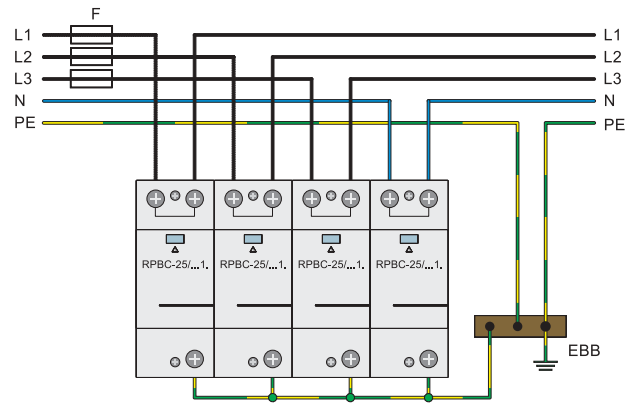 F
L1 L1
L2 L2
L3 L3
N N
PE PE
RPBC-25/...1. RPBC-25/...1. RPBC-25/...1. RPBC-25/...1.
EBB